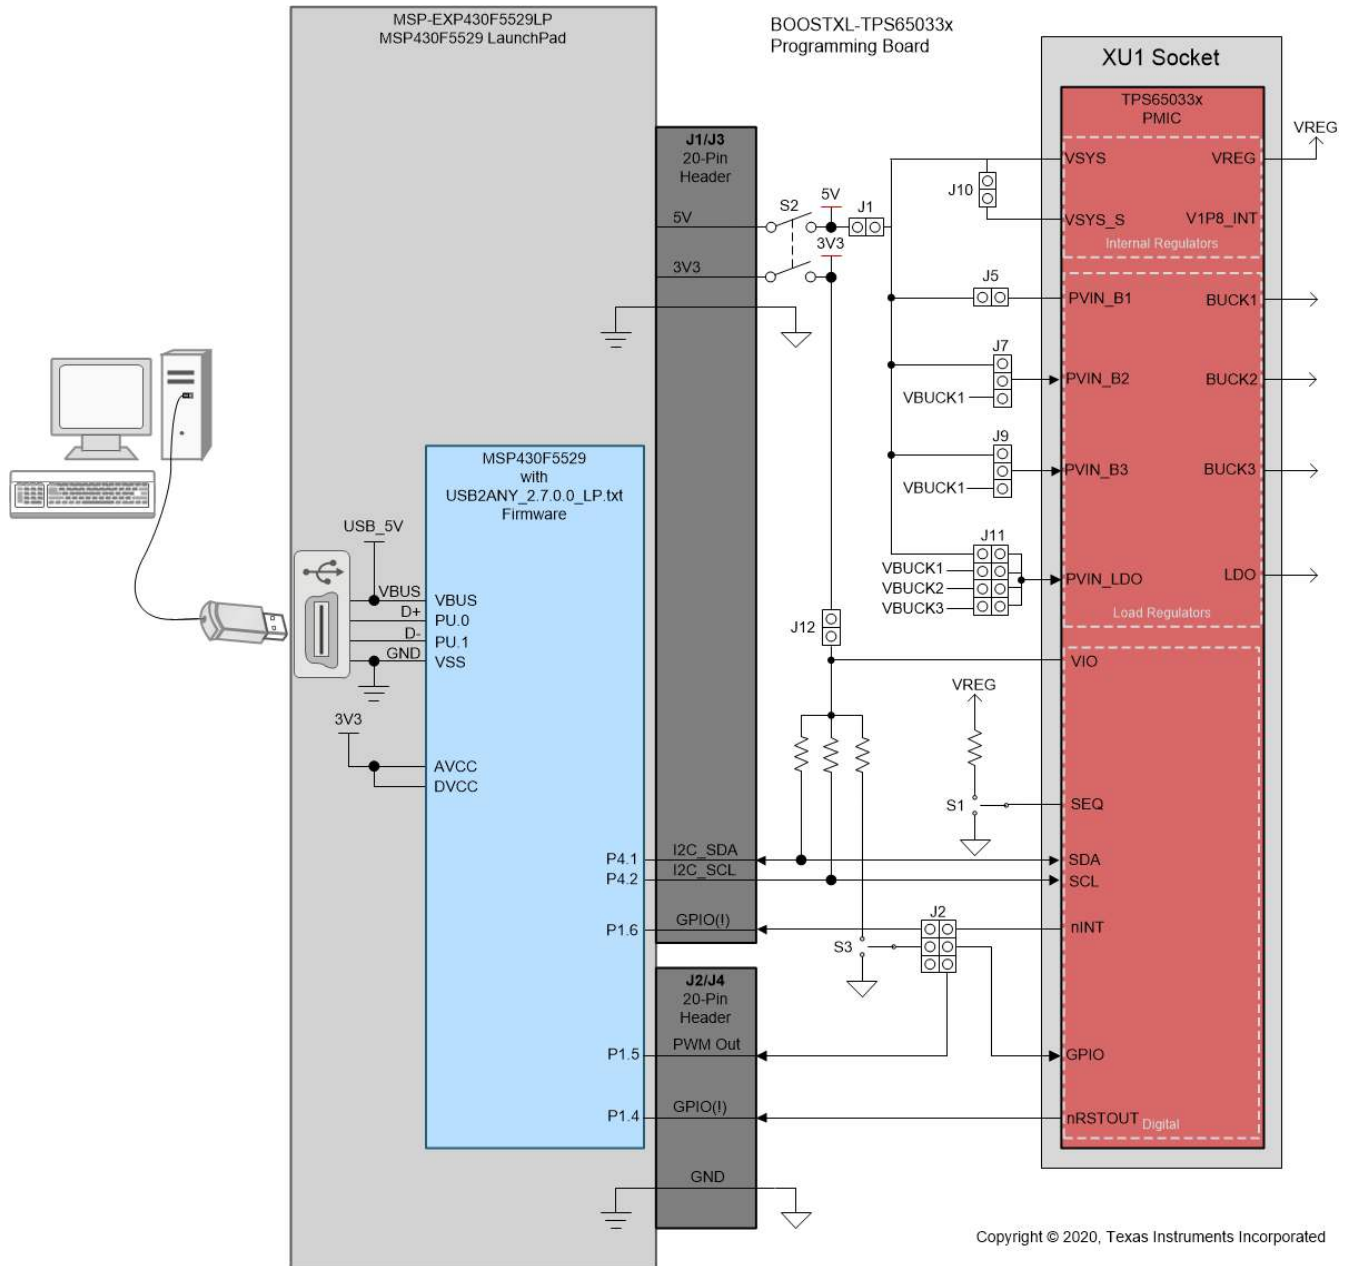 MSP-EXP430F5529LP
MSP430F5529 LaunchPad
BOOSTXL-TPS65033x
Programming Board
XU1 Socket
TPS65033x
PMIC
VREG
J1/J3
20-Pin
Header
VSYS
VREG
J10
5V
S2
5V
J1
VSYS_S
V1P8_INT
3V3
Internal Regulators
3V3
J5
PVIN_B1
BUCK1
J7
PVIN_B2
BUCK2
VBUCK1
J9
PVIN_B3
BUCK3
VBUCK1
MSP430F5529
with
USB2ANY_2.7.0.0_LP.txt
Firmware
USB_5V
J11
VBUCK1
VBUCK2
VBUCK3
PVIN_LDO
LDO
Load Regulators
VBUS
VBUS
D+
PU.0
D-
PU.1
GND
VSS
J12
VIO
VREG
3V3
AVCC
DVCC
S1
SEQ
P4.1
I2C_SDA
SDA
P4.2
I2C_SCL
SCL
J2
P1.6
GPIO(!)
nINT
S3
J2/J4
20-Pin
Header
P1.5
PWM Out
GPIO
P1.4
GPIO(!)
nRSTOUT
Digital
GND
Copyright © 2020, Texas Instruments Incorporated